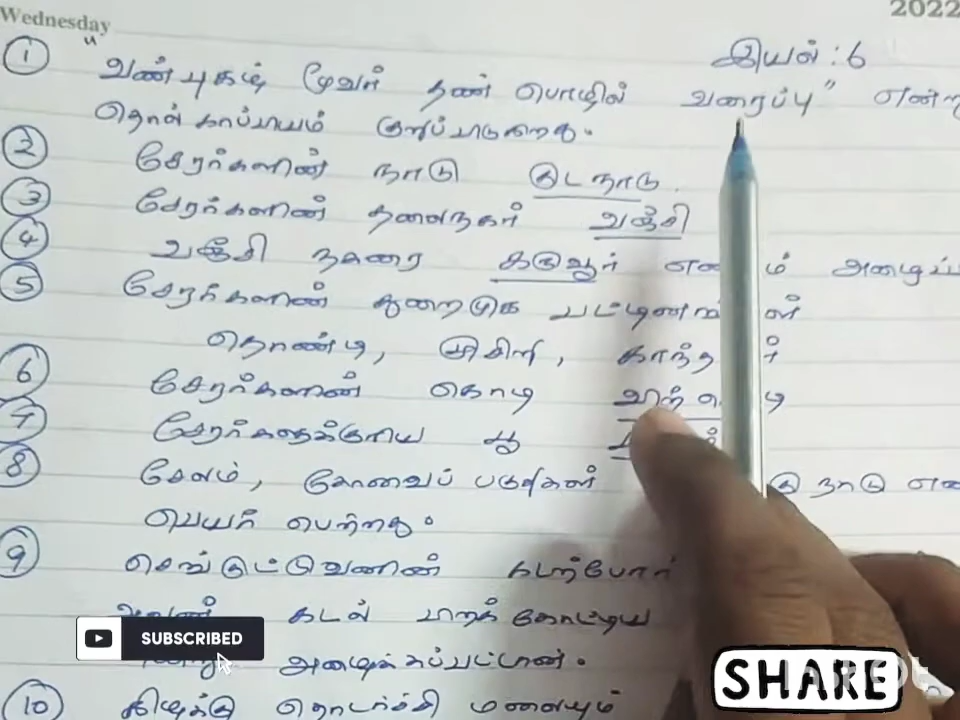 Wednesday 2022
இயல் : 6
① "வண்புகழ் மூவர் தண் பொழில் வரைப்பு" என்று
தொல்காப்பியம் குறிப்பிடுகிறது.
② சேரர்களின் நாடு குடநாடு.
③ சேரர்களின் தலைநகர் வஞ்சி
④ வஞ்சி நகரை கருவூர் எனவும் அழைப்
⑤ சேரர்களின் துறைமுக பட்டினங்கள்
தொண்டி, முசிறி, காந்த
⑥ சேரர்களின் கொடி விற்கொடி
⑦ சேரர்களுக்குரிய பூ
⑧ சேலம், கோவைப் பகுதிகள் கு நாடு என
பெயர் பெற்றது.
⑨ செங்குட்டுவனின் கடற்போர்
கடல் பிறக்கோட்டிய
அழைக்கப்பட்டான்.
⑩ கிழக்கு தொடர்ச்சி மலையும்
SUBSCRIBED
SHARE